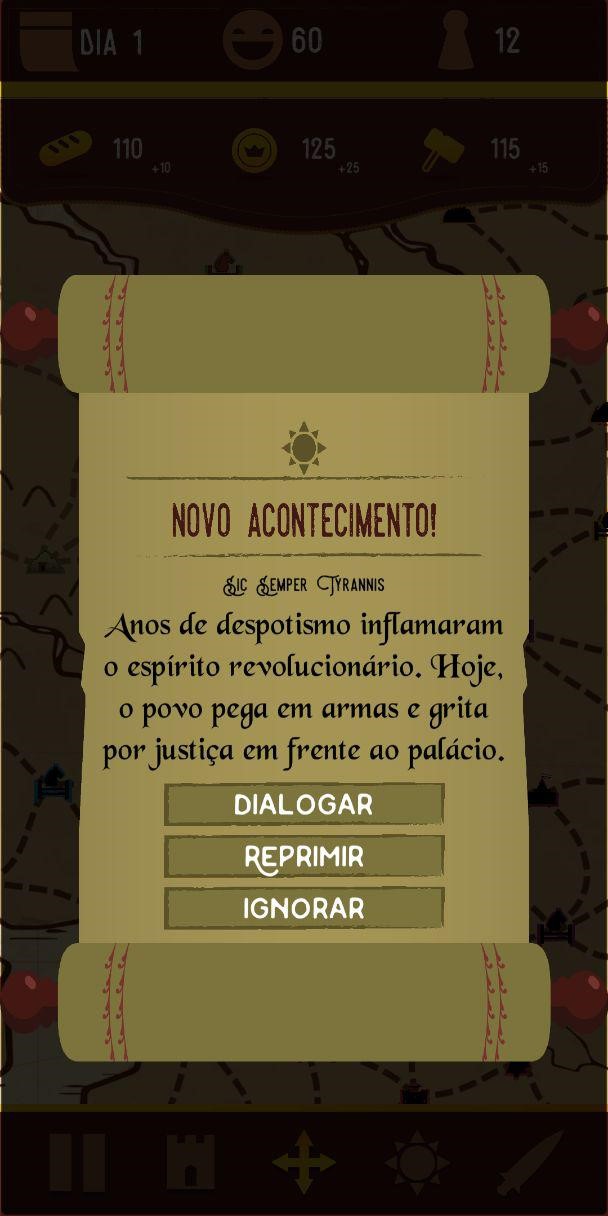 DIA 1
60
12
110
+10
125
+25
115
+15
NOVO ACONTECIMENTO!
Sic Semper Tyrannis
Anos de despotismo inflamaram
o espírito revolucionário. Hoje,
o povo pega em armas e grita
por justiça em frente ao palácio.
DIALOGAR
REPRIMIR
IGNORAR